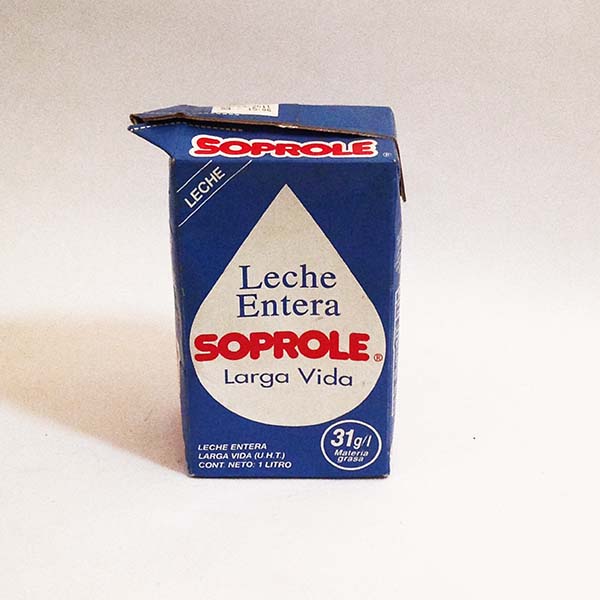 SOPROLE®
LECHE
Leche
Entera
SOPROLE®
Larga Vida
LECHE ENTERA
LARGA VIDA (U.H.T.)
CONT. NETO: 1 LITRO
31g/l
Materia
grasa